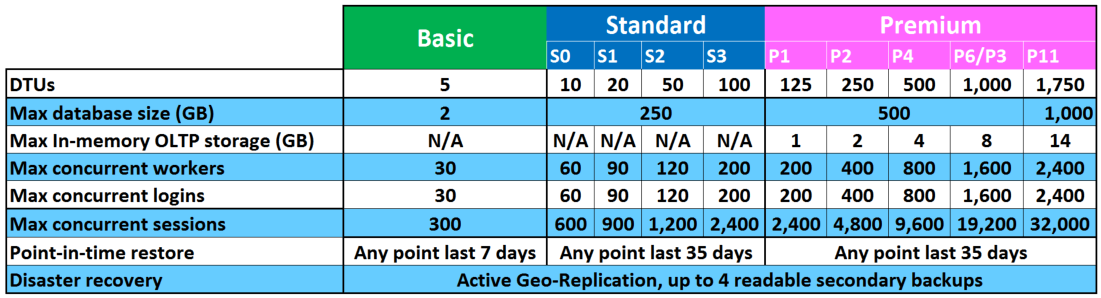 Basic Standard Premium
S0 S1 S2 S3 P1 P2 P4 P6/P3 P11
DTUs 5 10 20 50 100 125 250 500 1,000 1,750
Max database size (GB) 2 250 500 1,000
Max In-memory OLTP storage (GB) N/A N/A N/A N/A N/A 1 2 4 8 14
Max concurrent workers 30 60 90 120 200 200 400 800 1,600 2,400
Max concurrent logins 30 60 90 120 200 200 400 800 1,600 2,400
Max concurrent sessions 300 600 900 1,200 2,400 2,400 4,800 9,600 19,200 32,000
Point-in-time restore Any point last 7 days Any point last 35 days Any point last 35 days
Disaster recovery Active Geo-Replication, up to 4 readable secondary backups